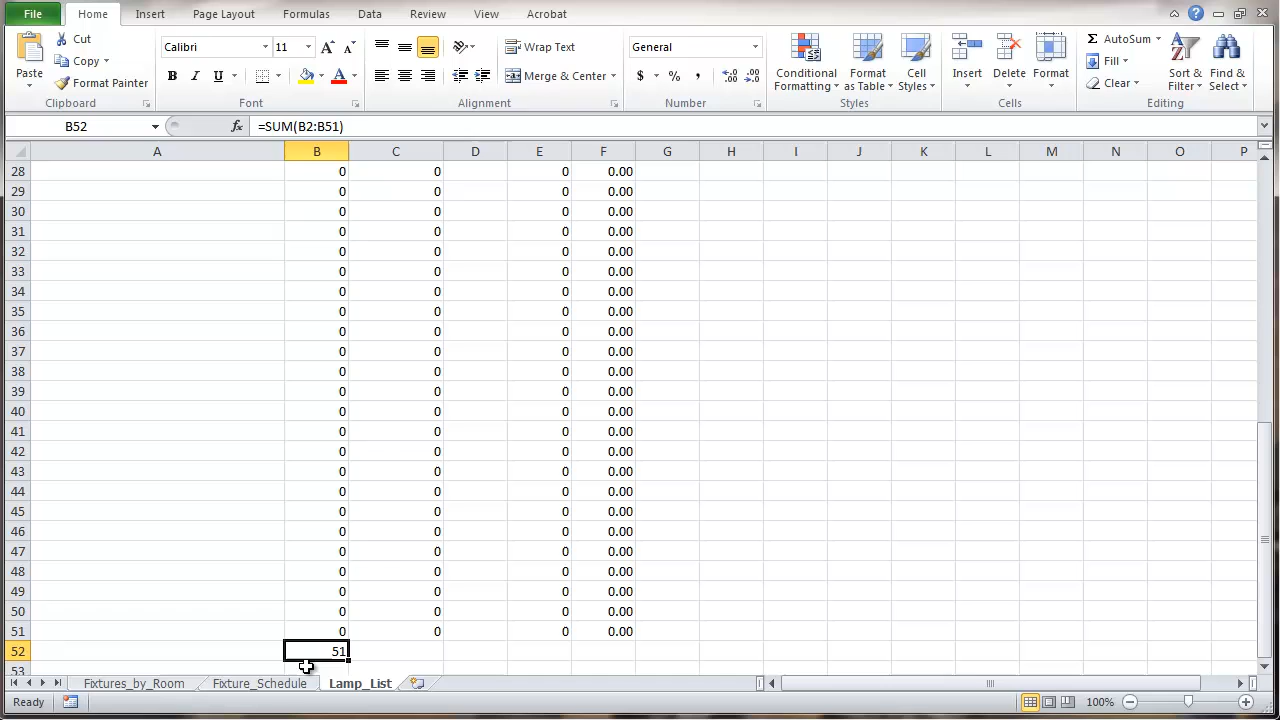 File Home Insert Page Layout Formulas Data Review View Acrobat
Paste Cut Copy Format Painter Clipboard
Calibri 11 A A B I U A Font
Wrap Text Merge & Center Alignment
General $ % , .0 .00 .00 .0 Number
Conditional Formatting Format as Table Cell Styles Styles
Insert Delete Format Cells
Σ AutoSum Fill Clear Sort & Filter Find & Select Editing
B52 fx =SUM(B2:B51)
A B C D E F G H I J K L M N O P
28 0 0 0 0.00
29 0 0 0 0.00
30 0 0 0 0.00
31 0 0 0 0.00
32 0 0 0 0.00
33 0 0 0 0.00
34 0 0 0 0.00
35 0 0 0 0.00
36 0 0 0 0.00
37 0 0 0 0.00
38 0 0 0 0.00
39 0 0 0 0.00
40 0 0 0 0.00
41 0 0 0 0.00
42 0 0 0 0.00
43 0 0 0 0.00
44 0 0 0 0.00
45 0 0 0 0.00
46 0 0 0 0.00
47 0 0 0 0.00
48 0 0 0 0.00
49 0 0 0 0.00
50 0 0 0 0.00
51 0 0 0 0.00
52 51
53
Fixtures_by_Room Fixture_Schedule Lamp_List
Ready 100%